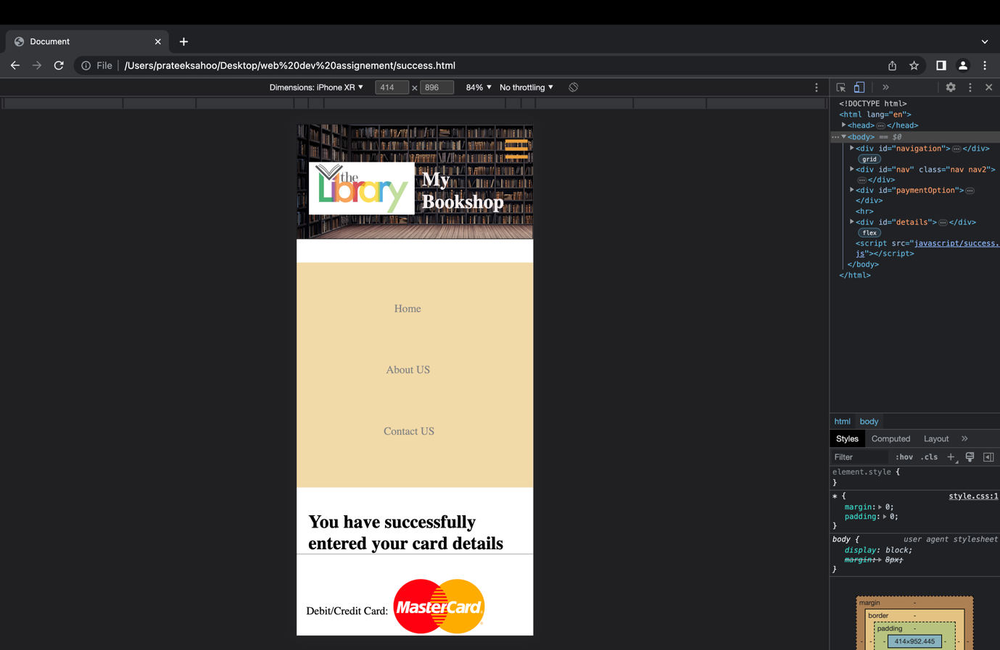 Document
File
/Users/prateeksahoo/Desktop/web%20dev%20assignement/success.html
Dimensions: iPhone XR
414 × 896
84%
No throttling
the
Library
My
Bookshop
Home
About US
Contact US
You have successfully
entered your card details
Debit/Credit Card:
MasterCard
<!DOCTYPE html>
<html lang="en">
<head> … </head>
… <body> == $0
<div id="navigation"> … </div>
grid
<div id="nav" class="nav nav2">
… </div>
<div id="paymentOption"> …
</div>
<hr>
<div id="details"> … </div>
flex
<script src="javascript/success.
js"></script>
</body>
</html>
html body
Styles Computed Layout »
Filter :hov .cls +
element.style {
}
* { style.css:1
margin: 0;
padding: 0;
}
body { user agent stylesheet
display: block;
margin: 8px;
}
margin -
border -
padding -
- - - 414×952.445 - - -